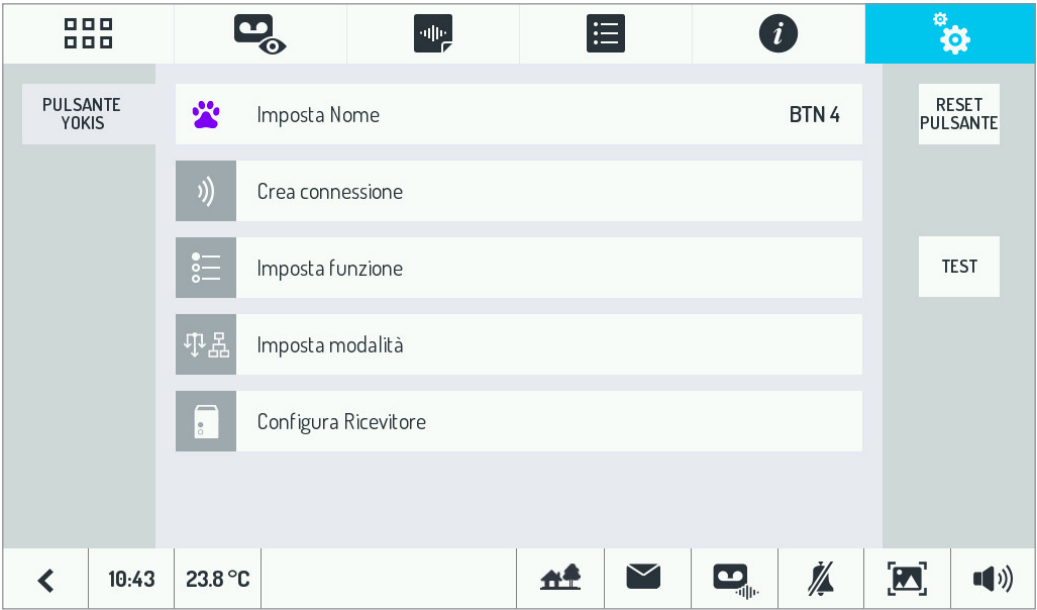 PULSANTE
YOKIS
Imposta Nome
BTN 4
RESET
PULSANTE
Crea connessione
Imposta funzione
TEST
Imposta modalità
Configura Ricevitore
10:43
23.8 °C